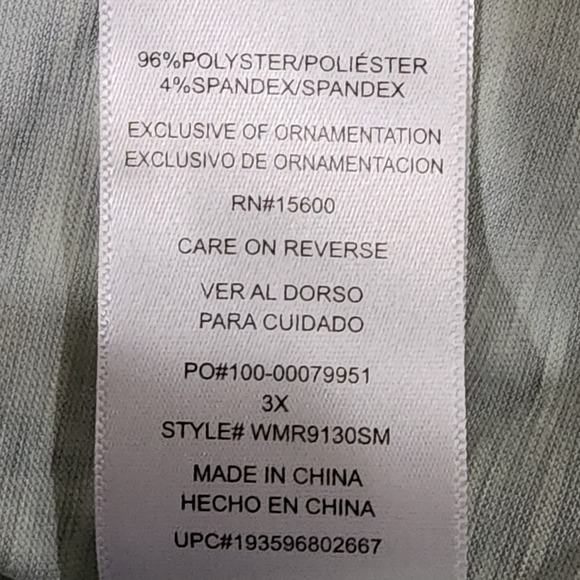 96%POLYSTER/POLIÉSTER
4%SPANDEX/SPANDEX
EXCLUSIVE OF ORNAMENTATION
EXCLUSIVO DE ORNAMENTACION
RN#15600
CARE ON REVERSE
VER AL DORSO
PARA CUIDADO
PO#100-00079951
3X
STYLE# WMR9130SM
MADE IN CHINA
HECHO EN CHINA
UPC#193596802667